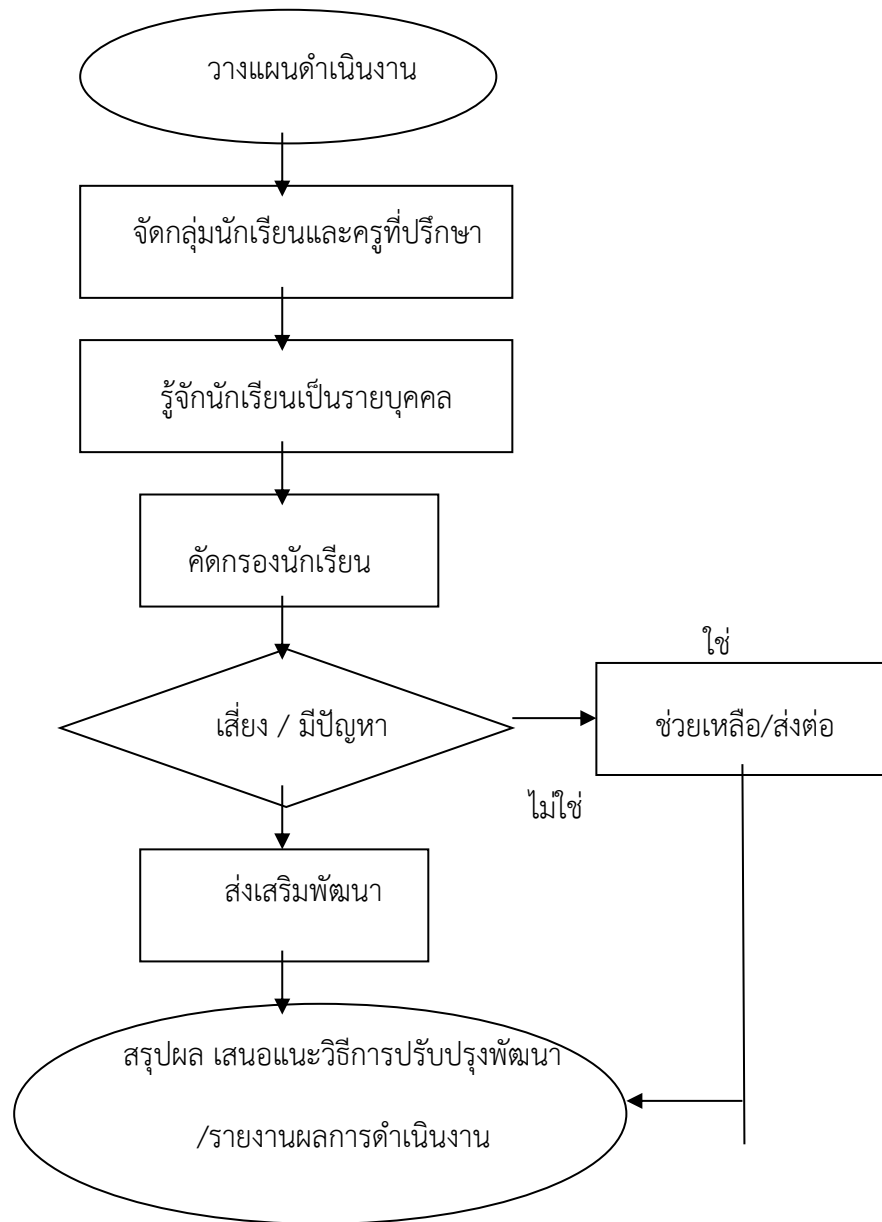 วางแผนดำเนินงาน
จัดกลุ่มนักเรียนและครูที่ปรึกษา
รู้จักนักเรียนเป็นรายบุคคล
คัดกรองนักเรียน
ใช่
เสี่ยง / มีปัญหา
ช่วยเหลือ/ส่งต่อ
ไม่ใช่
ส่งเสริมพัฒนา
สรุปผล เสนอแนะวิธีการปรับปรุงพัฒนา
/รายงานผลการดำเนินงาน